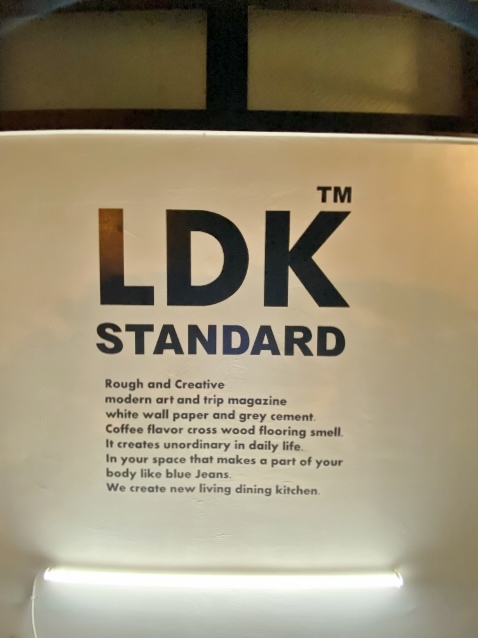 TM
LDK
STANDARD
Rough and Creative
modern art and trip magazine
white wall paper and grey cement.
Coffee flavor cross wood flooring smell.
It creates unordinary in daily life.
In your space that makes a part of your
body like blue Jeans.
We create new living dining kitchen.